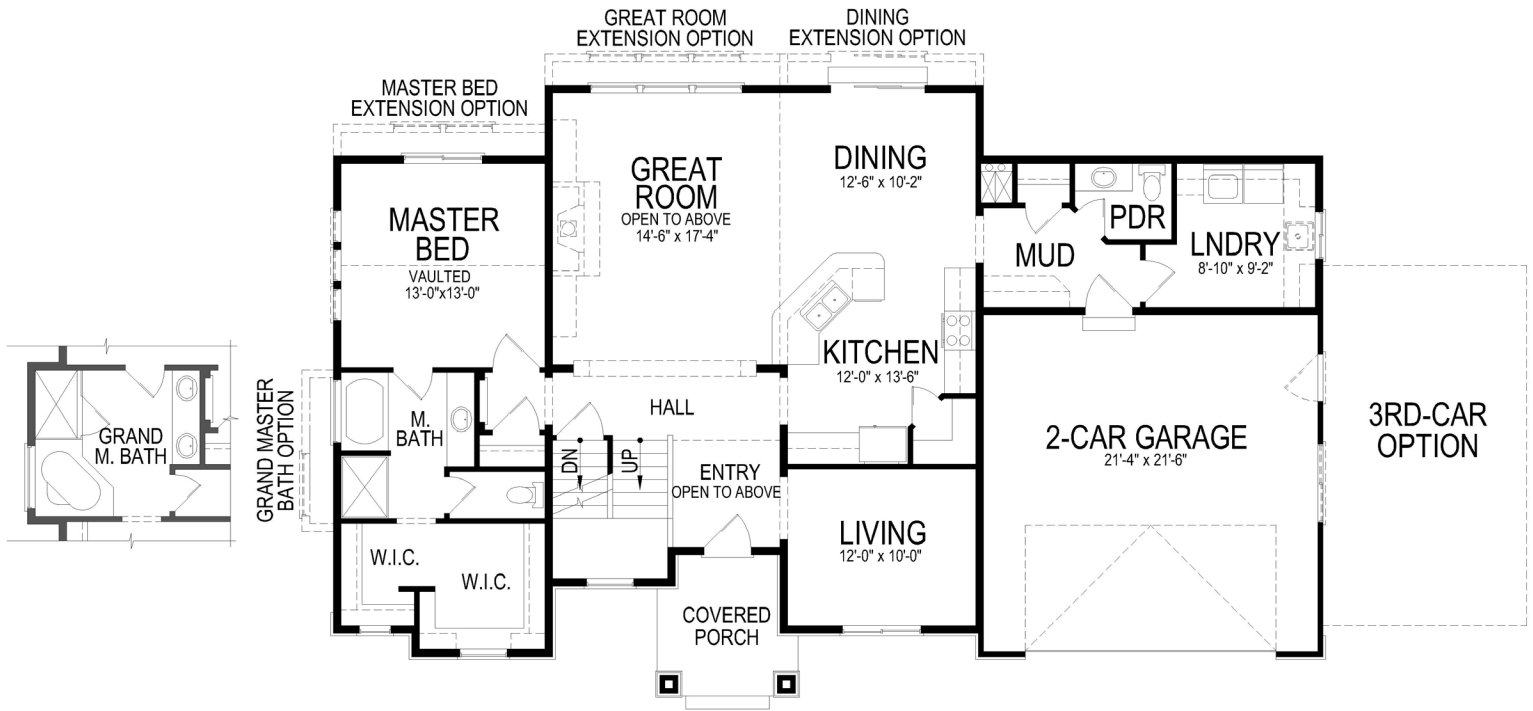 GREAT ROOM
EXTENSION OPTION
DINING
EXTENSION OPTION
MASTER BED
EXTENSION OPTION
GREAT
ROOM
OPEN TO ABOVE
14'-6" x 17'-4"
DINING
12'-6" x 10'-2"
MASTER
BED
VAULTED
13'-0"x13'-0"
PDR
MUD
LNDRY
8'-10" x 9'-2"
KITCHEN
12'-0" x 13'-6"
HALL
M.
BATH
GRAND MASTER
BATH OPTION
GRAND
M. BATH
2-CAR GARAGE
21'-4" x 21'-6"
3RD-CAR
OPTION
DN
UP
ENTRY
OPEN TO ABOVE
LIVING
12'-0" x 10'-0"
W.I.C.
W.I.C.
COVERED
PORCH